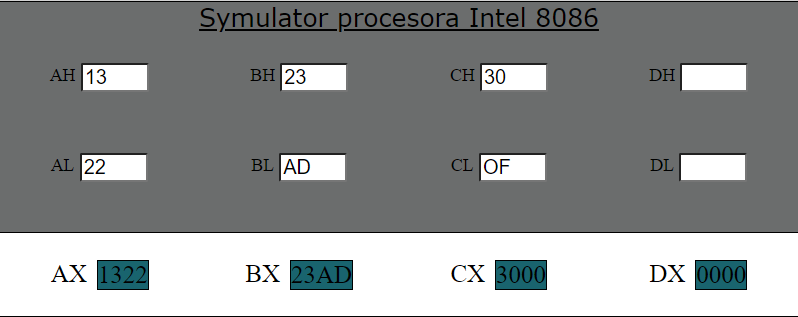 Symulator procesora Intel 8086
AH 13 BH 23 CH 30 DH
AL 22 BL AD CL OF DL
AX 1322 BX 23AD CX 3000 DX 0000